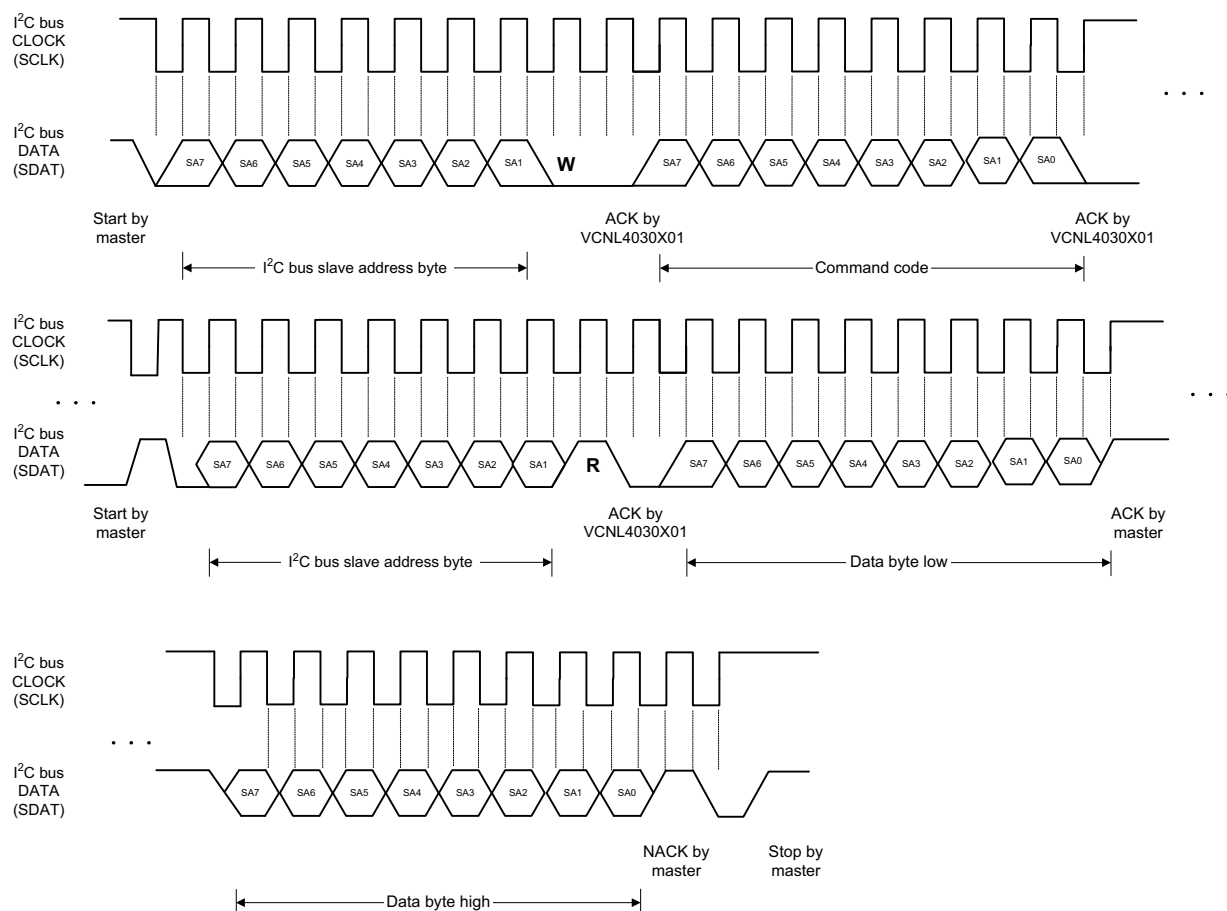 I²C bus
CLOCK
(SCLK)
. . .
I²C bus
DATA
(SDAT)
SA7 SA6 SA5 SA4 SA3 SA2 SA1 W SA7 SA6 SA5 SA4 SA3 SA2 SA1 SA0
Start by
master
ACK by
VCNL4030X01
ACK by
VCNL4030X01
I²C bus slave address byte
Command code
I²C bus
CLOCK
(SCLK)
. . .
. . .
I²C bus
DATA
(SDAT)
SA7 SA6 SA5 SA4 SA3 SA2 SA1 R SA7 SA6 SA5 SA4 SA3 SA2 SA1 SA0
Start by
master
ACK by
VCNL4030X01
ACK by
master
I²C bus slave address byte
Data byte low
I²C bus
CLOCK
(SCLK)
. . .
I²C bus
DATA
(SDAT)
SA7 SA6 SA5 SA4 SA3 SA2 SA1 SA0
NACK by
master
Stop by
master
Data byte high